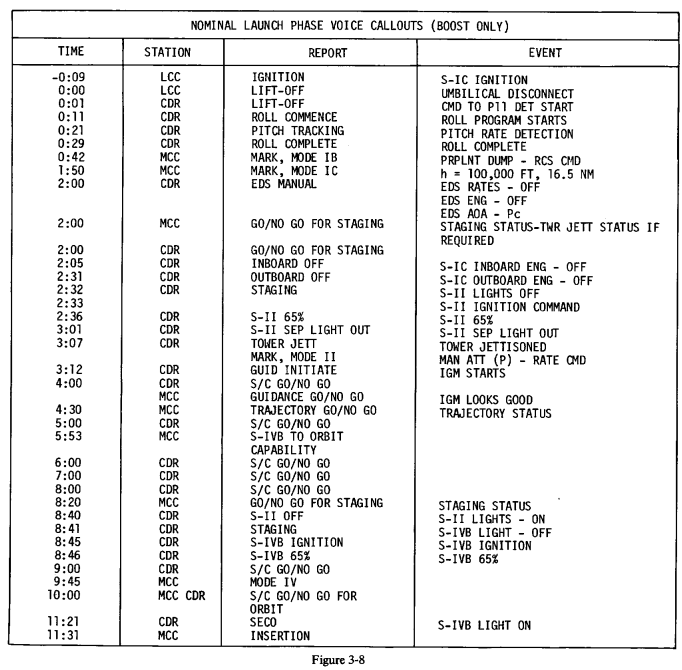 NOMINAL LAUNCH PHASE VOICE CALLOUTS (BOOST ONLY)
TIME STATION REPORT EVENT
-0:09 LCC IGNITION S-IC IGNITION
0:00 LCC LIFT-OFF UMBILICAL DISCONNECT
0:01 CDR LIFT-OFF CMD TO P11 DET START
0:11 CDR ROLL COMMENCE ROLL PROGRAM STARTS
0:21 CDR PITCH TRACKING PITCH RATE DETECTION
0:29 CDR ROLL COMPLETE ROLL COMPLETE
0:42 MCC MARK, MODE IB PRPLNT DUMP - RCS CMD
1:50 MCC MARK, MODE IC h = 100,000 FT, 16.5 NM
2:00 CDR EDS MANUAL EDS RATES - OFF
EDS ENG - OFF
EDS AOA - Pc
2:00 MCC GO/NO GO FOR STAGING STAGING STATUS-TWR JETT STATUS IF
REQUIRED
2:00 CDR GO/NO GO FOR STAGING
2:05 CDR INBOARD OFF S-IC INBOARD ENG - OFF
2:31 CDR OUTBOARD OFF S-IC OUTBOARD ENG - OFF
2:32 CDR STAGING S-II LIGHTS OFF
2:33 S-II IGNITION COMMAND
2:36 CDR S-II 65% S-II 65%
3:01 CDR S-II SEP LIGHT OUT S-II SEP LIGHT OUT
3:07 CDR TOWER JETT TOWER JETTISONED
MARK, MODE II MAN ATT (P) - RATE CMD
3:12 CDR GUID INITIATE IGM STARTS
4:00 CDR S/C GO/NO GO
MCC GUIDANCE GO/NO GO IGM LOOKS GOOD
4:30 MCC TRAJECTORY GO/NO GO TRAJECTORY STATUS
5:00 CDR S/C GO/NO GO
5:53 MCC S-IVB TO ORBIT
CAPABILITY
6:00 CDR S/C GO/NO GO
7:00 CDR S/C GO/NO GO
8:00 CDR S/C GO/NO GO
8:20 MCC GO/NO GO FOR STAGING STAGING STATUS
8:40 CDR S-II OFF S-II LIGHTS - ON
8:41 CDR STAGING S-IVB LIGHT - OFF
8:45 CDR S-IVB IGNITION S-IVB IGNITION
8:46 CDR S-IVB 65% S-IVB 65%
9:00 CDR S/C GO/NO GO
9:45 MCC MODE IV
10:00 MCC CDR S/C GO/NO GO FOR
ORBIT
11:21 CDR SECO S-IVB LIGHT ON
11:31 MCC INSERTION
Figure 3-8